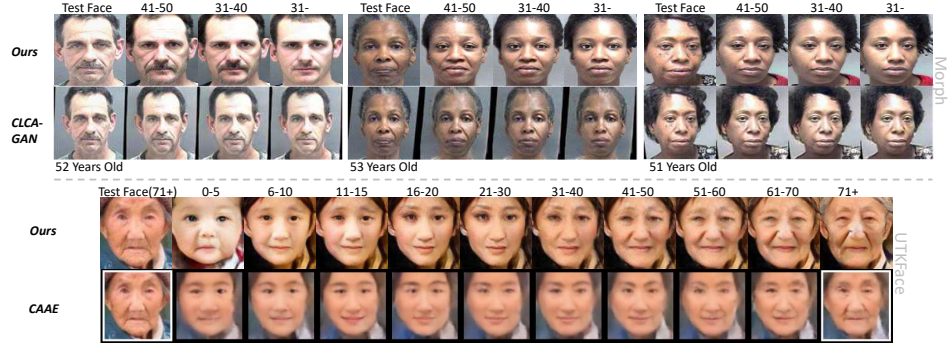 Test Face 41-50 31-40 31- Test Face 41-50 31-40 31- Test Face 41-50 31-40 31-
Ours
CLCA-
GAN
Morph
52 Years Old 53 Years Old 51 Years Old
Test Face(71+) 0-5 6-10 11-15 16-20 21-30 31-40 41-50 51-60 61-70 71+
Ours
UTKFace
CAAE